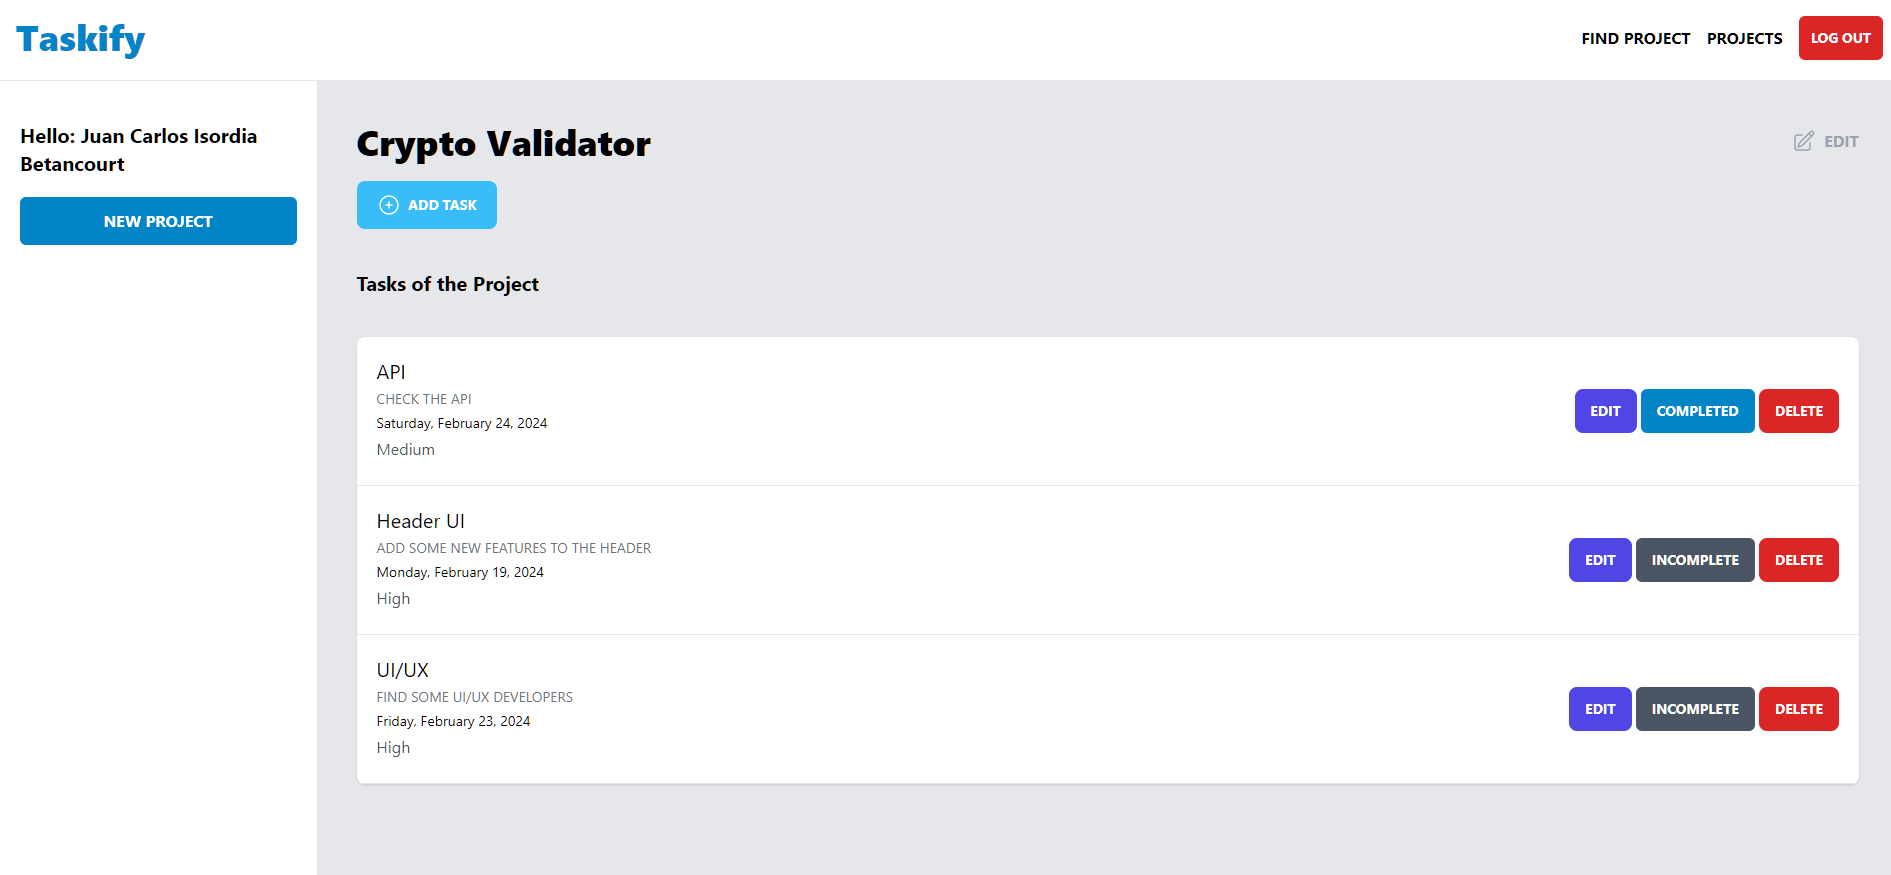 Taskify
FIND PROJECT
PROJECTS
LOG OUT
Hello: Juan Carlos Isordia
Betancourt
NEW PROJECT
Crypto Validator
EDIT
ADD TASK
Tasks of the Project
API
CHECK THE API
Saturday, February 24, 2024
Medium
EDIT
COMPLETED
DELETE
Header UI
ADD SOME NEW FEATURES TO THE HEADER
Monday, February 19, 2024
High
EDIT
INCOMPLETE
DELETE
UI/UX
FIND SOME UI/UX DEVELOPERS
Friday, February 23, 2024
High
EDIT
INCOMPLETE
DELETE